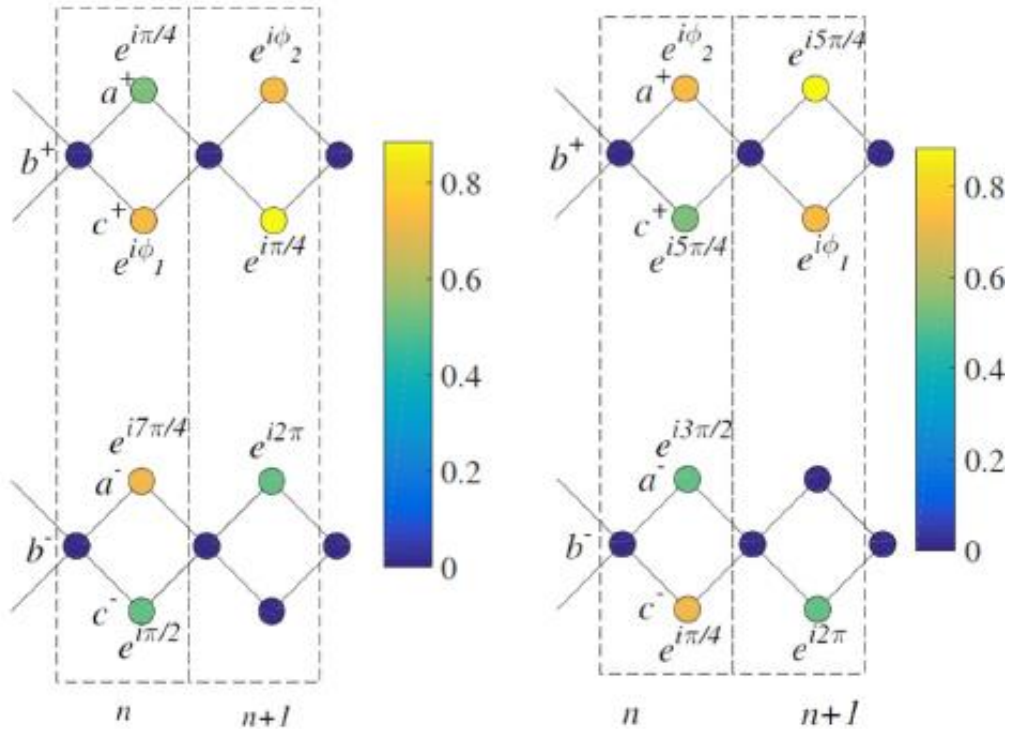 e^{iπ/4} e^{iϕ_2}
a^+
b^+
c^+
e^{iϕ_1} e^{iπ/4}
0.8
0.6
0.4
0.2
0
e^{i7π/4} e^{i2π}
a^-
b^-
c^-
e^{iπ/2}
n n+1
e^{iϕ_2} e^{i5π/4}
a^+
b^+
c^+
e^{i5π/4} e^{iϕ_1}
0.8
0.6
0.4
0.2
0
e^{i3π/2}
a^-
b^-
c^-
e^{iπ/4} e^{i2π}
n n+1